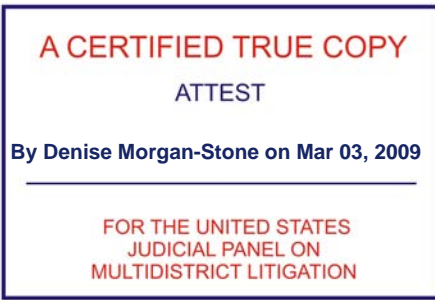 A CERTIFIED TRUE COPY
ATTEST
By Denise Morgan-Stone on Mar 03, 2009
FOR THE UNITED STATES
JUDICIAL PANEL ON
MULTIDISTRICT LITIGATION